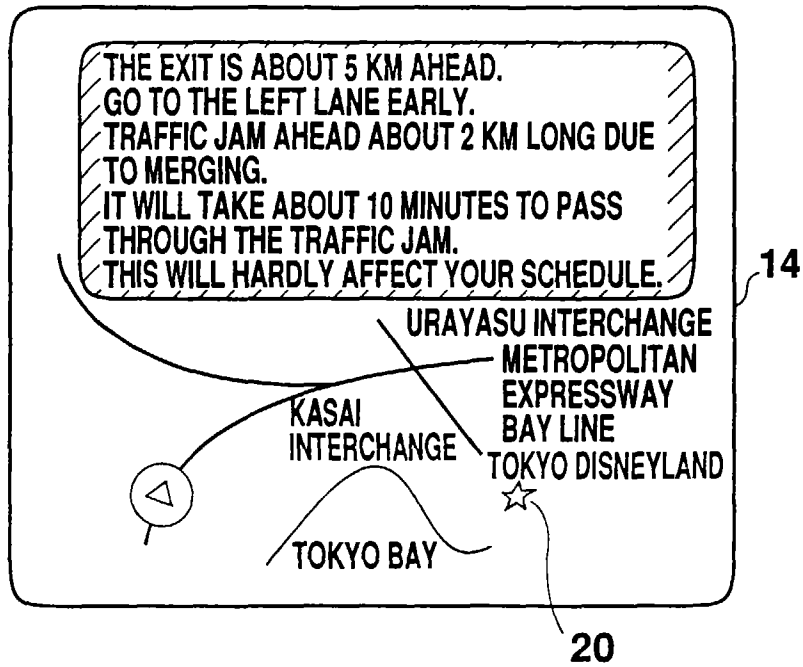 THE EXIT IS ABOUT 5 KM AHEAD.
GO TO THE LEFT LANE EARLY.
TRAFFIC JAM AHEAD ABOUT 2 KM LONG DUE
TO MERGING.
IT WILL TAKE ABOUT 10 MINUTES TO PASS
THROUGH THE TRAFFIC JAM.
THIS WILL HARDLY AFFECT YOUR SCHEDULE.
14
URAYASU INTERCHANGE
METROPOLITAN
EXPRESSWAY
BAY LINE
KASAI
INTERCHANGE
TOKYO DISNEYLAND
TOKYO BAY
20